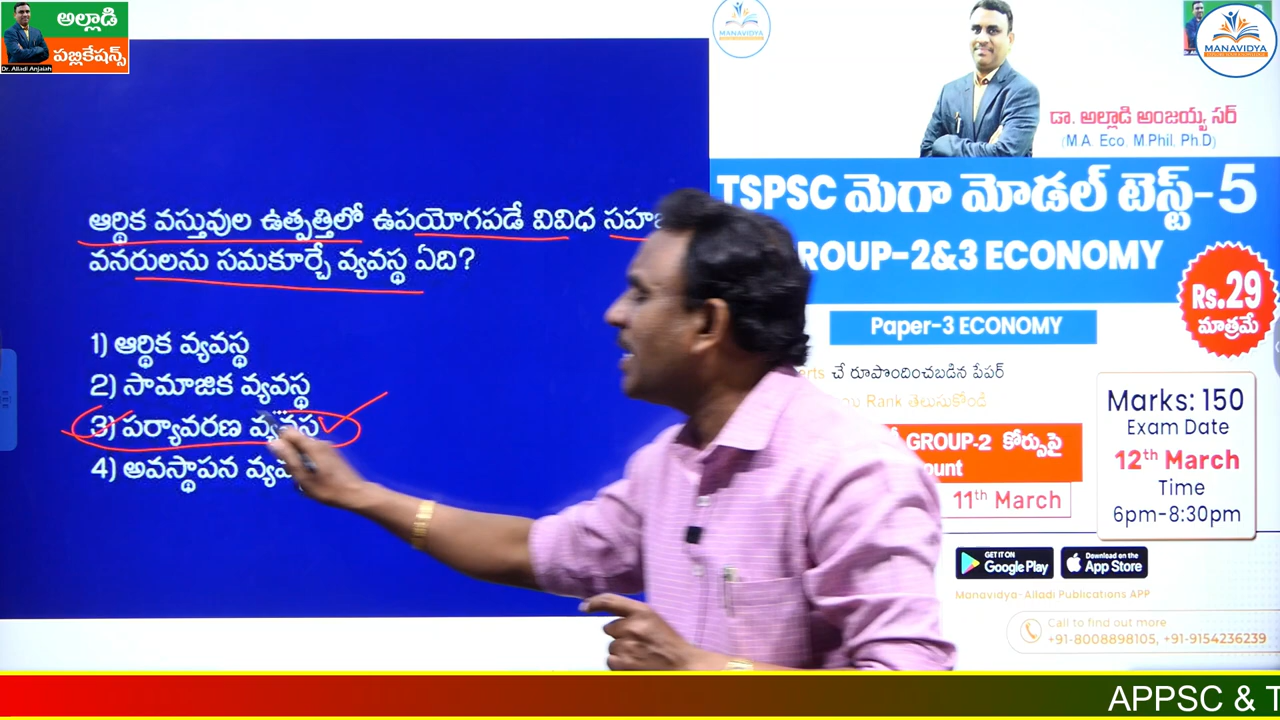 అల్లాడి
పబ్లికేషన్స్
Dr. Alladi Anjaiah
MANAVIDYA
MANAVIDYA
డా. అల్లాడి అంజయ్య సర్
(M.A. Eco, M.Phil, Ph.D)
ఆర్థిక వస్తువుల ఉత్పత్తిలో ఉపయోగపడే వివిధ
వనరులను సమకూర్చే వ్యవస్థ ఏది?
1) ఆర్థిక వ్యవస్థ
2) సామాజిక వ్యవస్థ
3) పర్యావరణ
4) అవస్థాపన
TSPSC మెగా మోడల్ టెస్ట్-5
ROUP-2&3 ECONOMY
Rs.29
మాత్రమే
Paper-3 ECONOMY
erts చే రూపొందించబడిన పేపర్
Rank తెలుసుకోండి
GROUP-2 కోర్సుపై
ount
11th March
Marks: 150
Exam Date
12th March
Time
6pm-8:30pm
GET IT ON
Google Play
Download on the
App Store
Manavidya-Alladi Publications APP
Call to find out more
+91-8008898105, +91-9154236239
APPSC & T